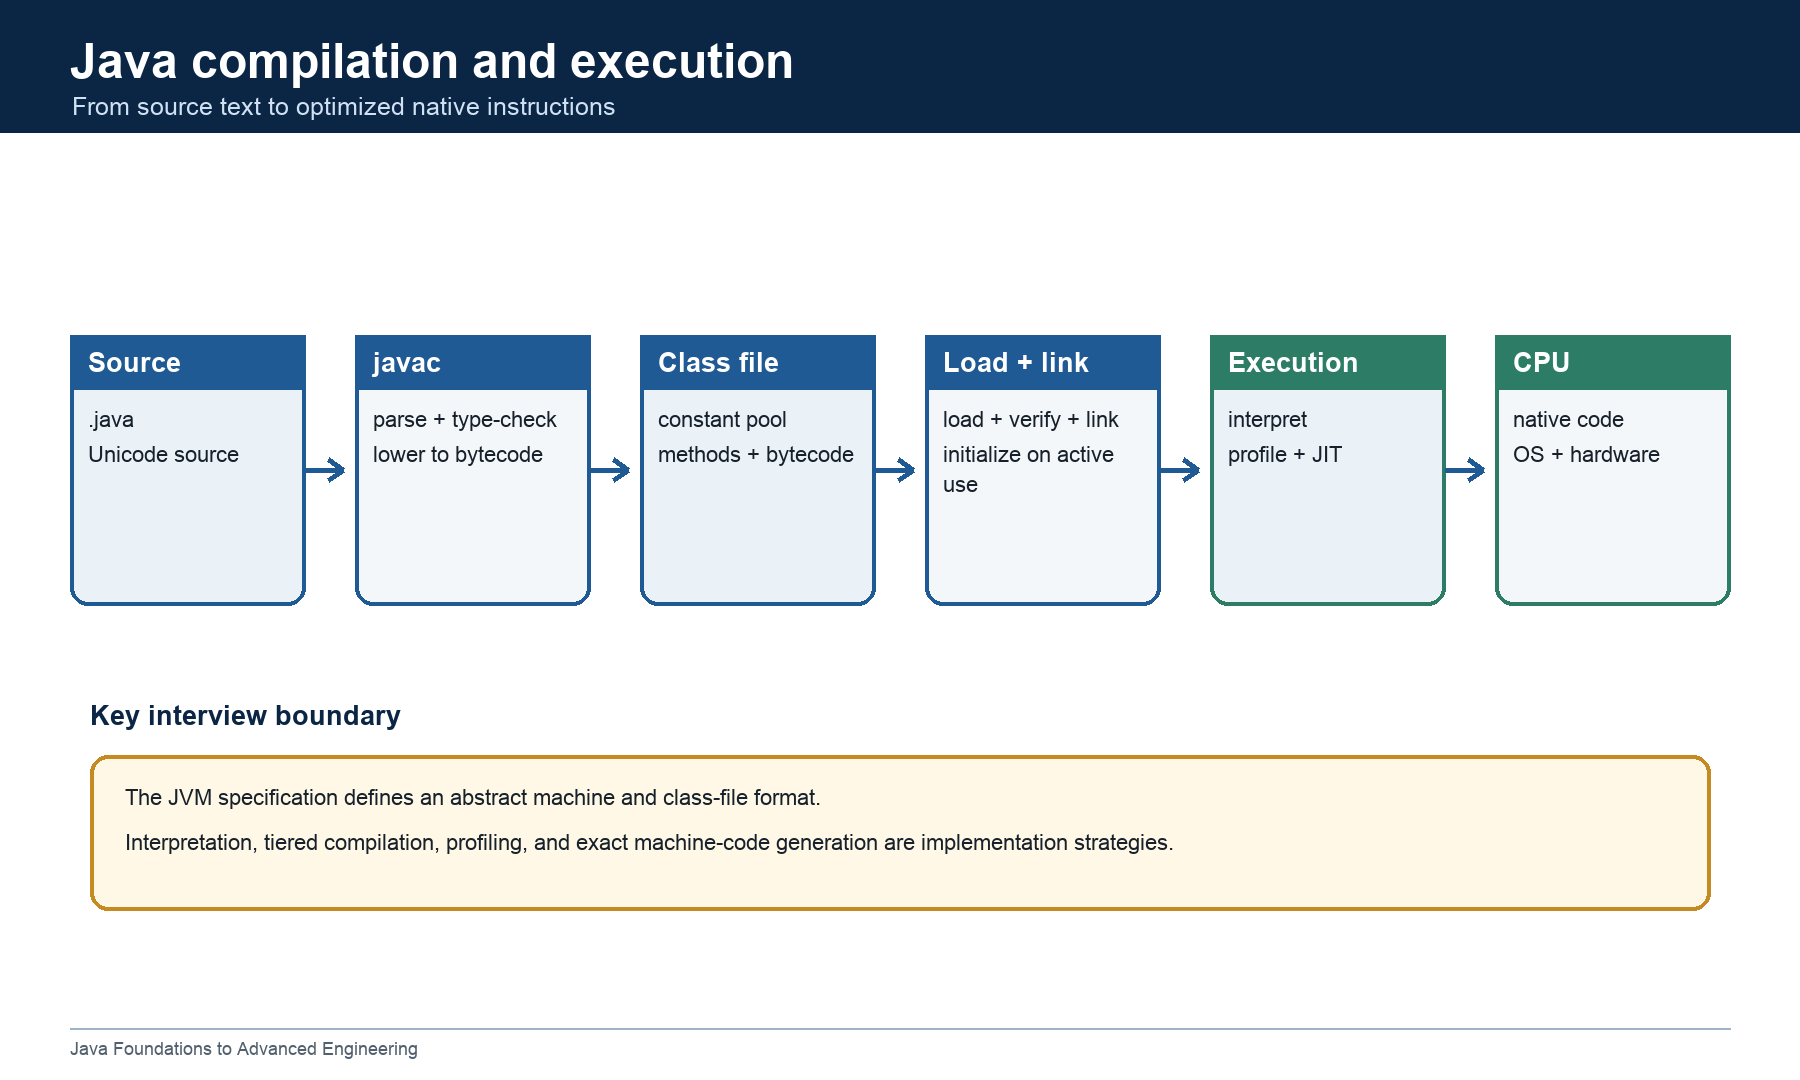 Java compilation and execution
From source text to optimized native instructions
Source
.java
Unicode source
javac
parse + type-check
lower to bytecode
Class file
constant pool
methods + bytecode
Load + link
load + verify + link
initialize on active
use
Execution
interpret
profile + JIT
CPU
native code
OS + hardware
Key interview boundary
The JVM specification defines an abstract machine and class-file format.
Interpretation, tiered compilation, profiling, and exact machine-code generation are implementation strategies.
Java Foundations to Advanced Engineering